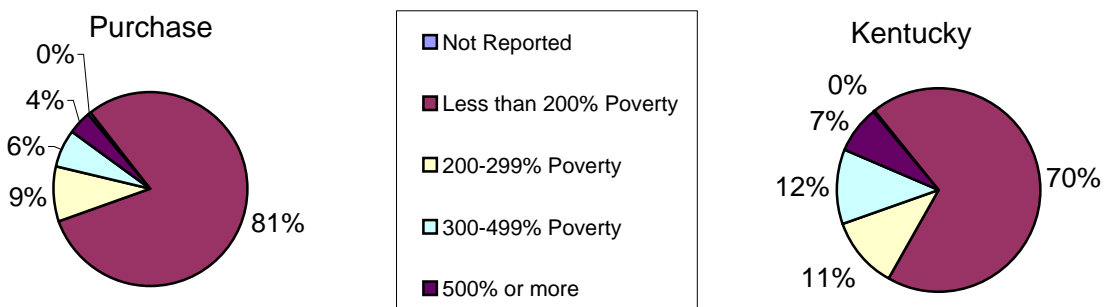 Purchase
0%
4%
6%
9%
81%
Not Reported
Less than 200% Poverty
200-299% Poverty
300-499% Poverty
500% or more
Kentucky
0%
7%
12%
11%
70%